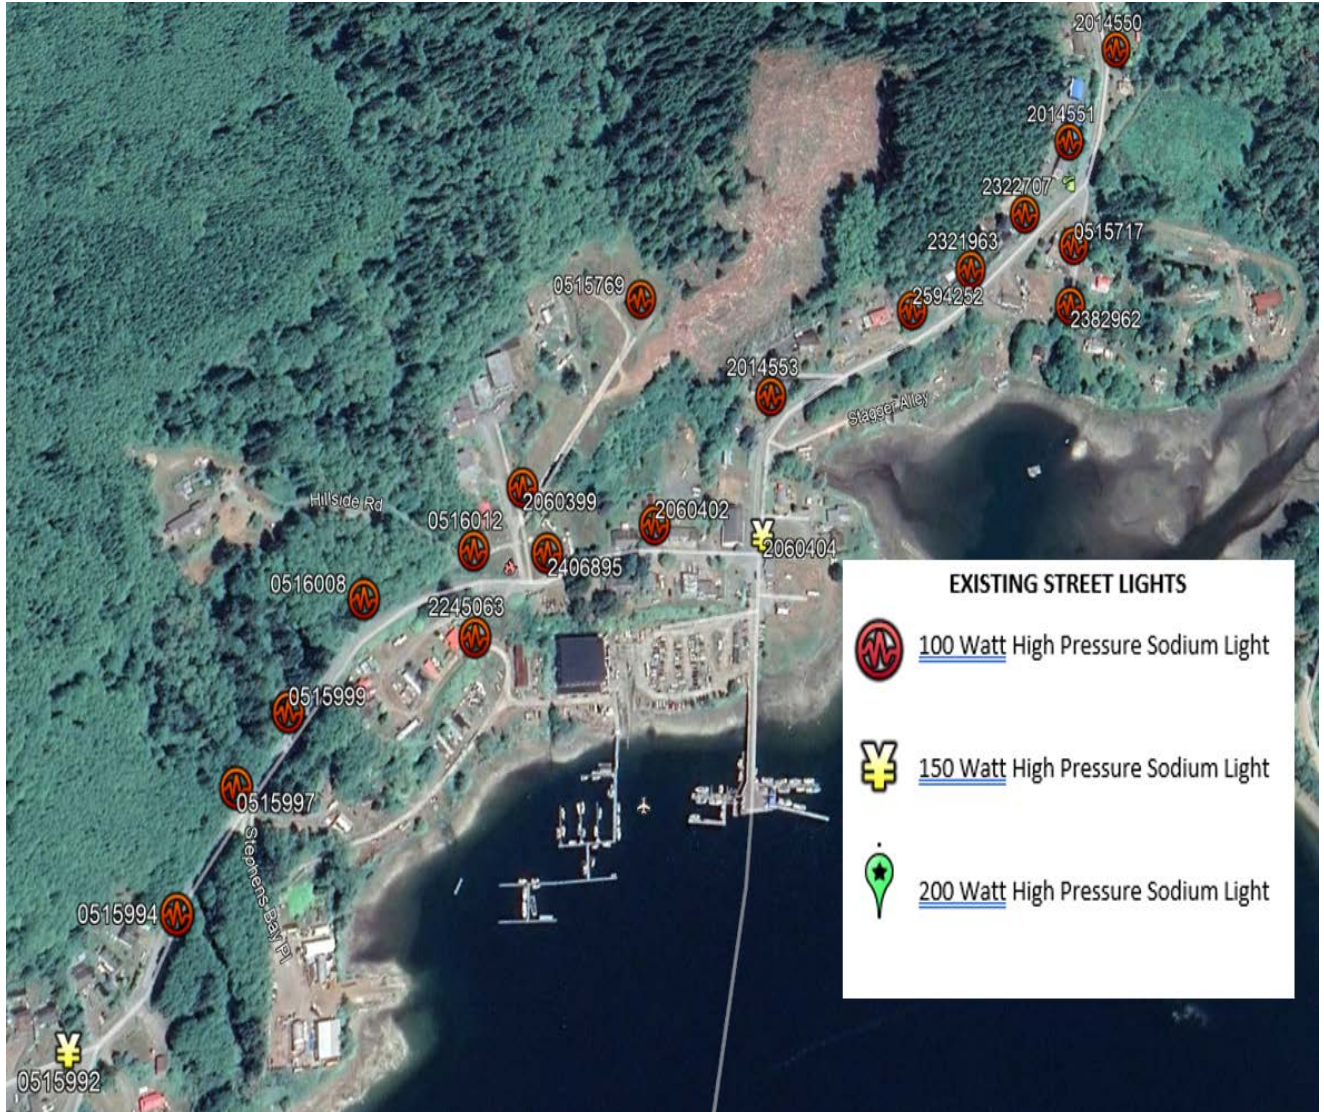 2014550
2014551
2322707
0515717
2321963
0515769
2594252
2382962
2014553
Stagger Alley
2060399
Hillside Rd
2060402
0516012
2060404
2406895
0516008
2245063
0515999
0515997
Stephens Bay Pl
0515994
0515992
EXISTING STREET LIGHTS
100 Watt High Pressure Sodium Light
150 Watt High Pressure Sodium Light
200 Watt High Pressure Sodium Light